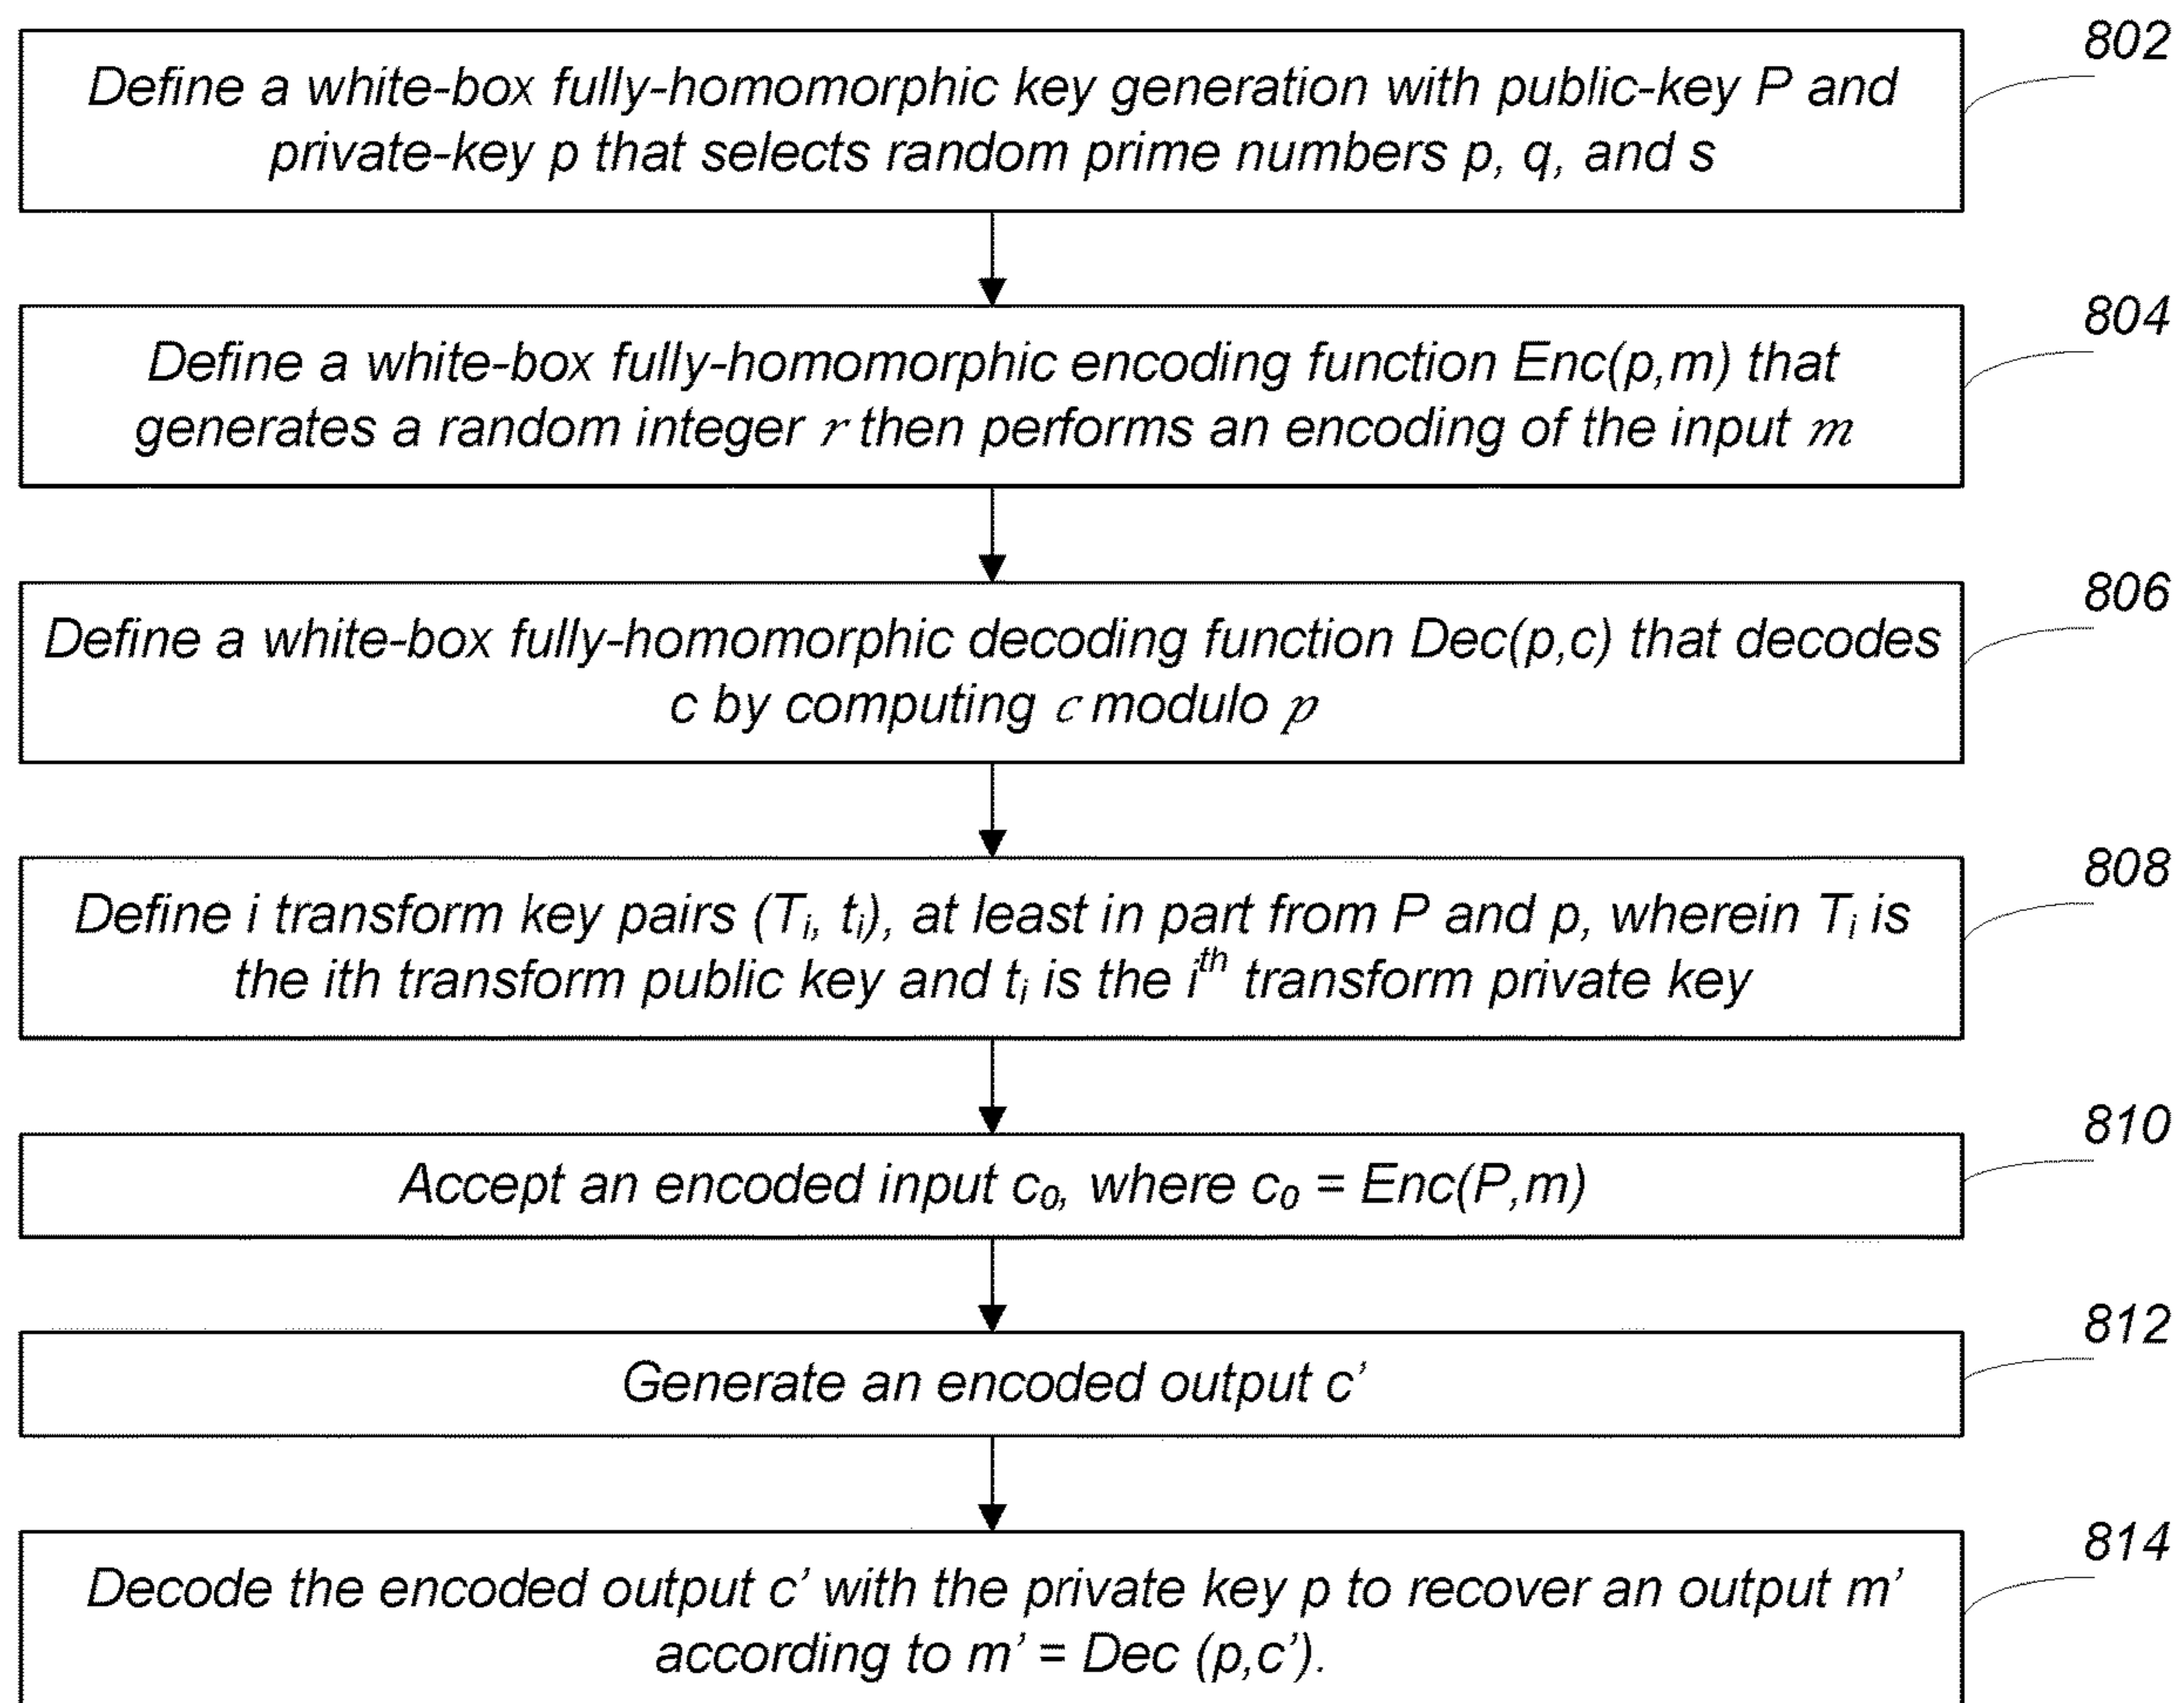 802
Define a white-box fully-homomorphic key generation with public-key P and
private-key p that selects random prime numbers p, q, and s
804
Define a white-box fully-homomorphic encoding function Enc(p,m) that
generates a random integer r then performs an encoding of the input m
806
Define a white-box fully-homomorphic decoding function Dec(p,c) that decodes
c by computing c modulo p
808
Define i transform key pairs (Tᵢ, tᵢ), at least in part from P and p, wherein Tᵢ is
the ith transform public key and tᵢ is the iᵗʰ transform private key
810
Accept an encoded input c₀, where c₀ = Enc(P,m)
812
Generate an encoded output c’
814
Decode the encoded output c’ with the private key p to recover an output m’
according to m’ = Dec (p,c’).